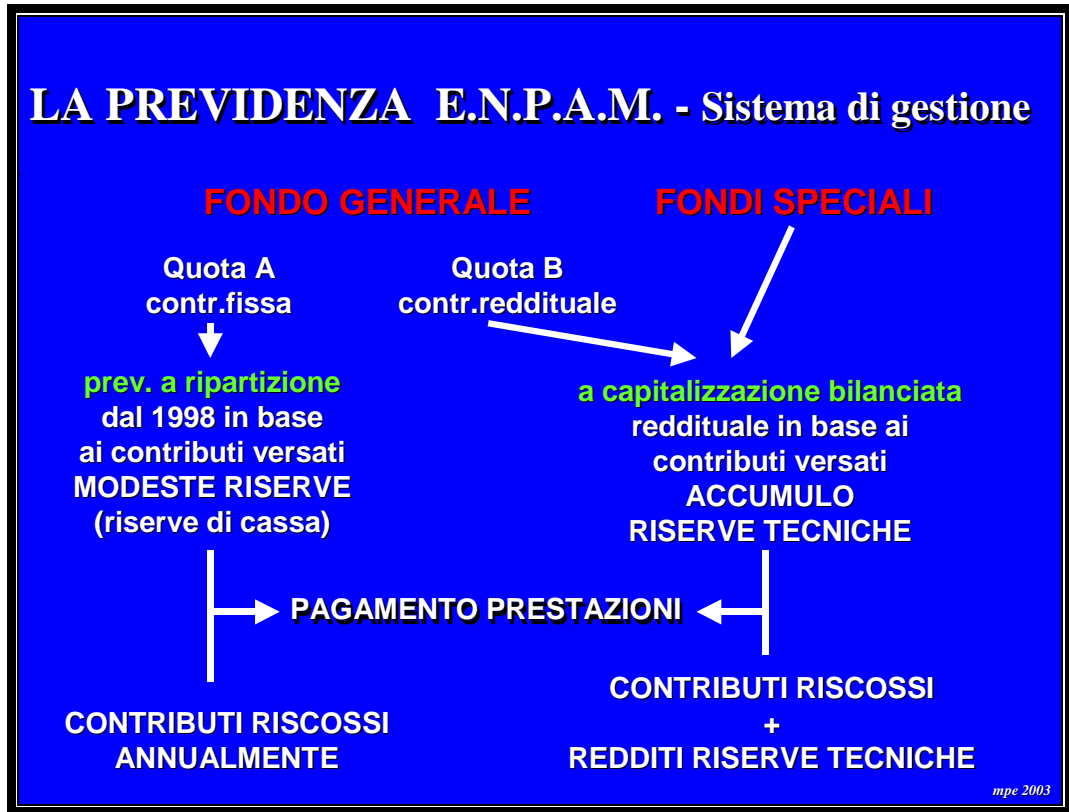 LA PREVIDENZA E.N.P.A.M. - Sistema di gestione
FONDO GENERALE
FONDI SPECIALI
Quota A
contr.fissa
Quota B
contr.reddituale
prev. a ripartizione
dal 1998 in base
ai contributi versati
MODESTE RISERVE
(riserve di cassa)
a capitalizzazione bilanciata
reddituale in base ai
contributi versati
ACCUMULO
RISERVE TECNICHE
PAGAMENTO PRESTAZIONI
CONTRIBUTI RISCOSSI
ANNUALMENTE
CONTRIBUTI RISCOSSI
+
REDDITI RISERVE TECNICHE
mpe 2003